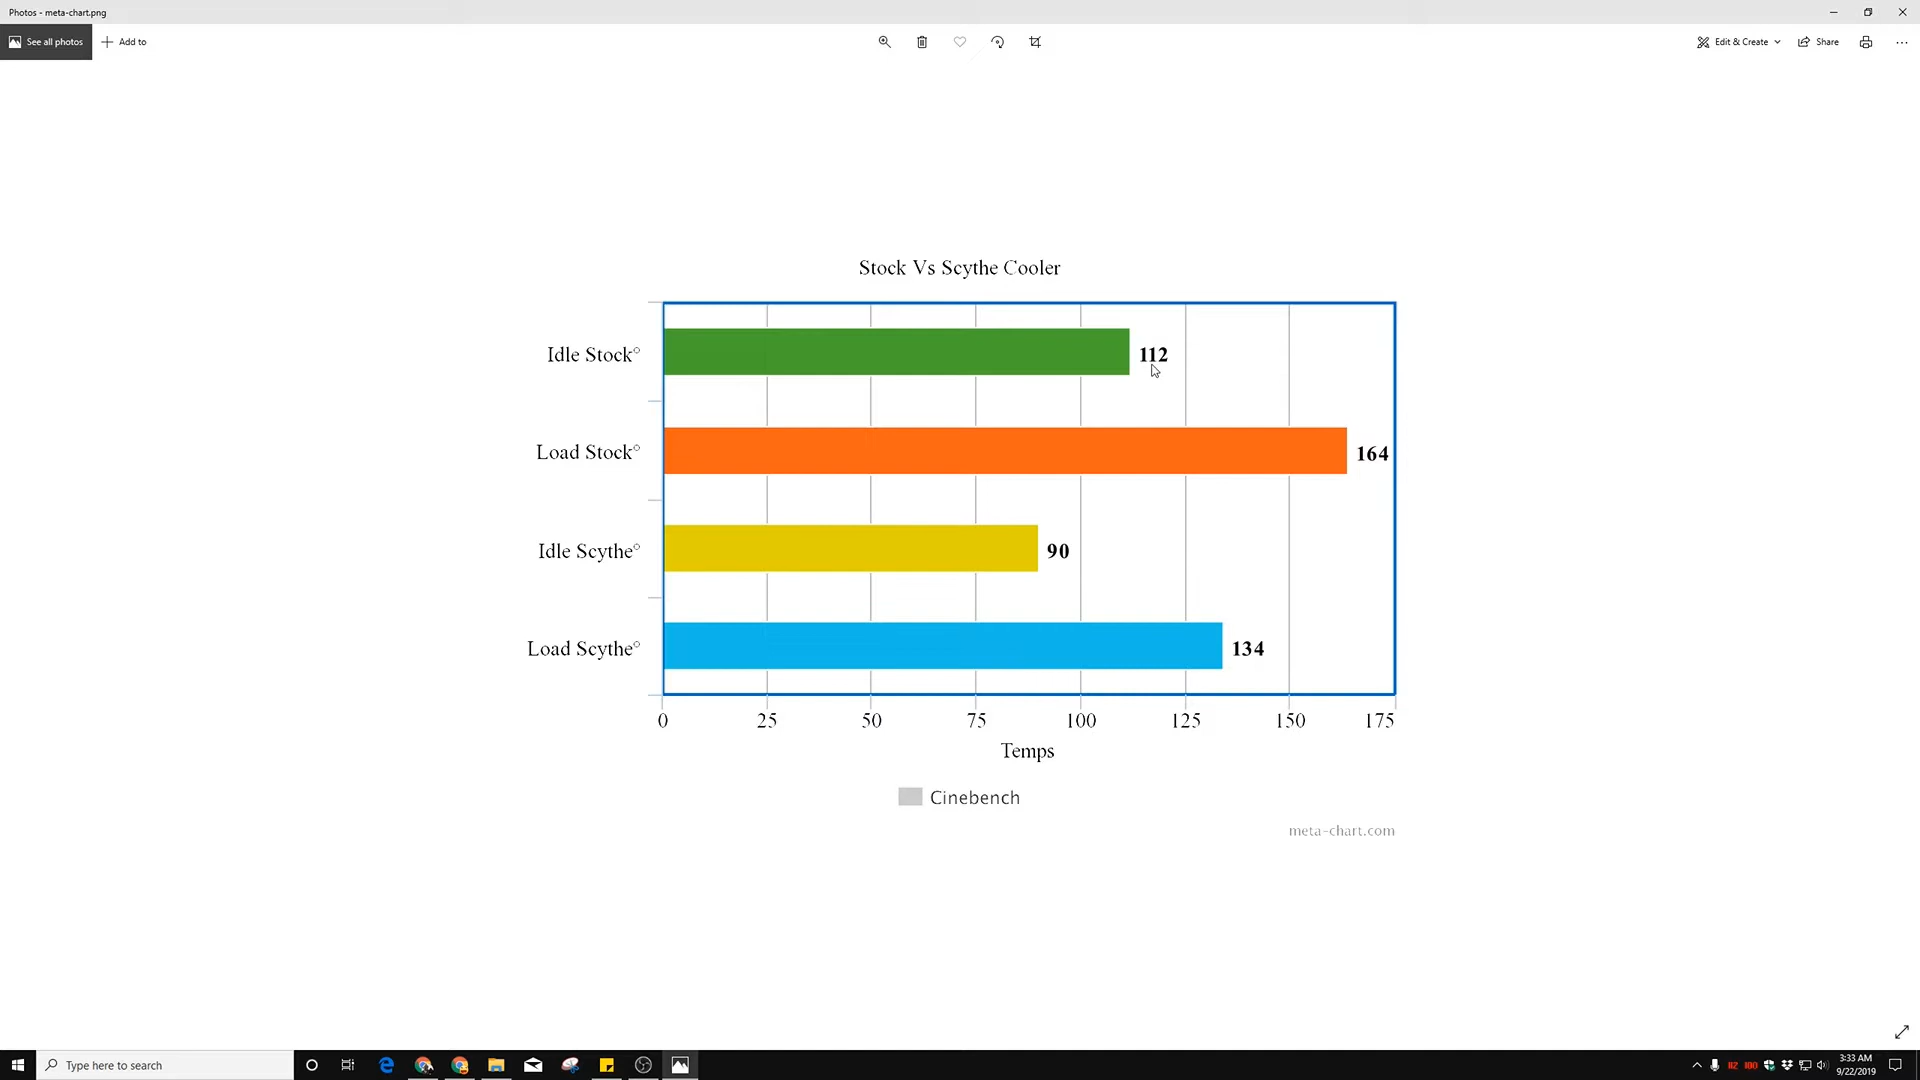 Photos - meta-chart.png
See all photos
Add to
Edit & Create
Share
Stock Vs Scythe Cooler
Idle Stock°
112
Load Stock°
164
Idle Scythe°
90
Load Scythe°
134
0 25 50 75 100 125 150 175
Temps
Cinebench
meta-chart.com
Type here to search
3:33 AM
9/22/2019